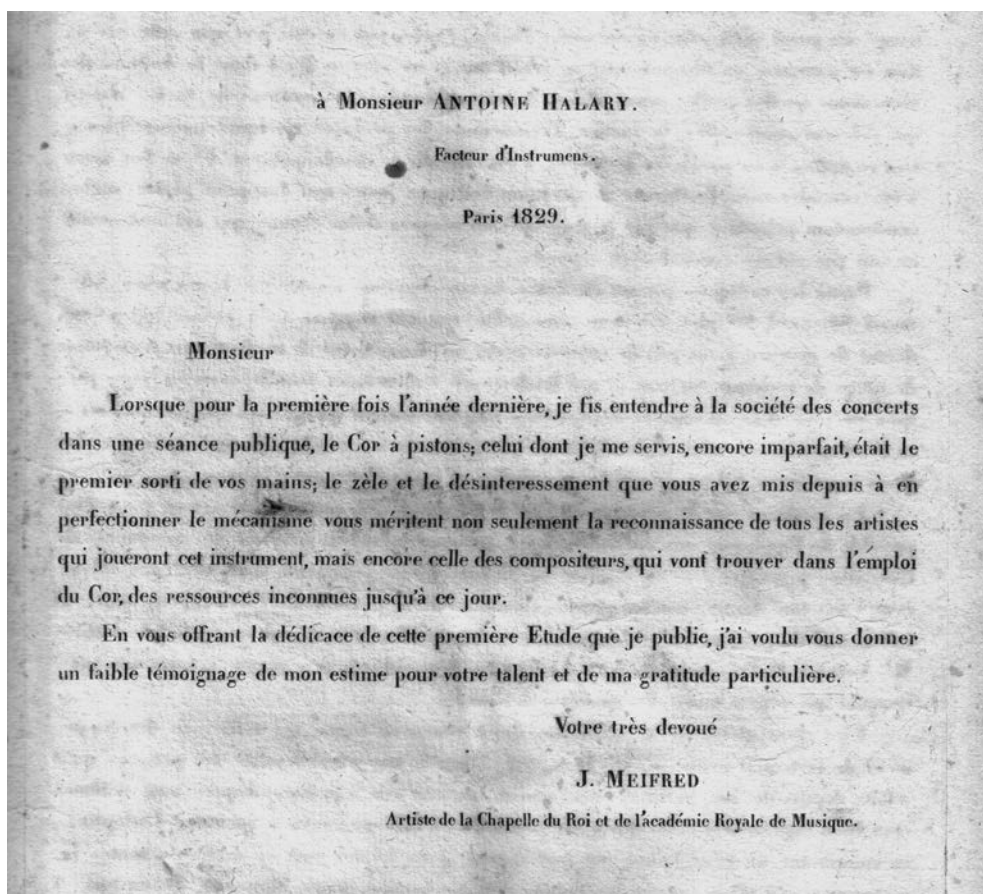 à Monsieur ANTOINE HALARY.
Facteur d'Instrumens.
Paris 1829.
Monsieur
Lorsque pour la première fois l'année dernière, je fis entendre à la société des concerts
dans une séance publique, le Cor à pistons; celui dont je me servis, encore imparfait, était le
premier sorti de vos mains; le zèle et le désinteressement que vous avez mis depuis à en
perfectionner le mécanisme vous méritent non seulement la reconnaissance de tous les artistes
qui joueront cet instrument, mais encore celle des compositeurs, qui vont trouver dans l'emploi
du Cor, des ressources inconnues jusqu'à ce jour.
En vous offrant la dédicace de cette première Etude que je publie, j'ai voulu vous donner
un faible témoignage de mon estime pour votre talent et de ma gratitude particulière.
Votre très devoué
J. MEIFRED
Artiste de la Chapelle du Roi et de l'académie Royale de Musique.